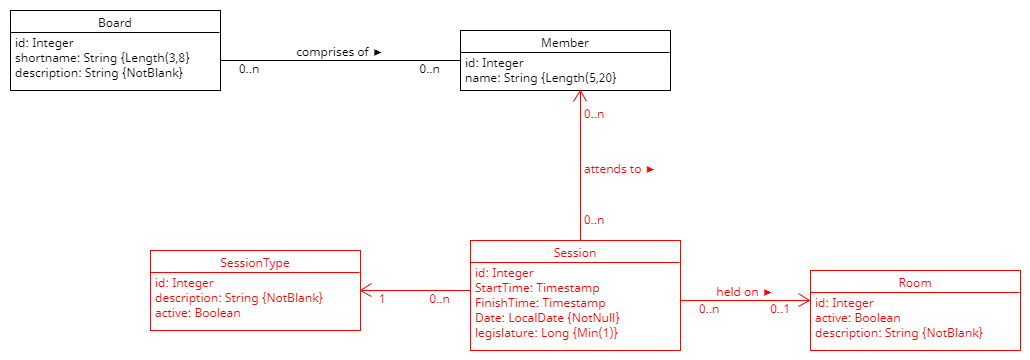 Board
id: Integer
shortname: String {Length(3,8}
description: String {NotBlank}
comprises of ►
0..n
0..n
Member
id: Integer
name: String {Length(5,20}
0..n
attends to ►
0..n
SessionType
id: Integer
description: String {NotBlank}
active: Boolean
1
0..n
Session
id: Integer
StartTime: Timestamp
FinishTime: Timestamp
Date: LocalDate {NotNull}
legislature: Long {Min(1)}
held on ►
0..n
0..1
Room
id: Integer
active: Boolean
description: String {NotBlank}